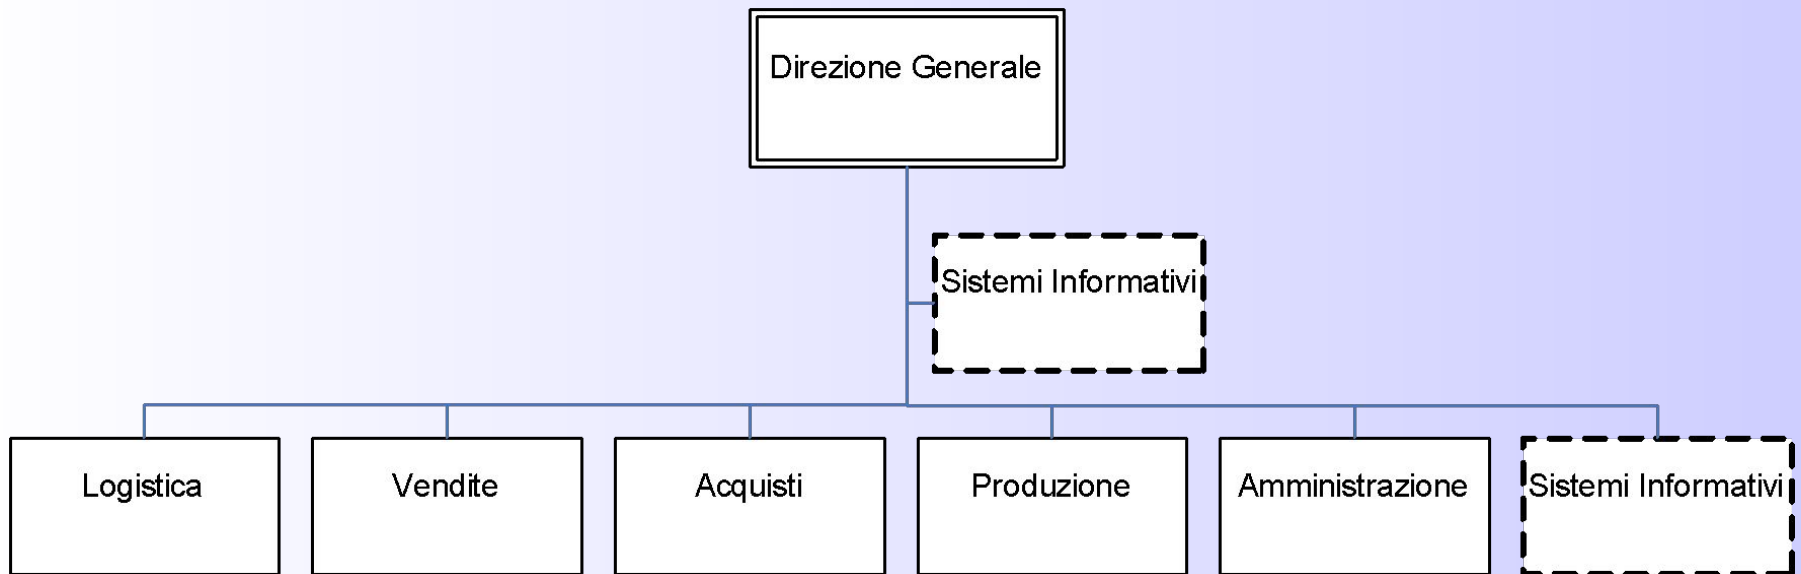 Direzione Generale
Sistemi Informativi
Logistica
Vendite
Acquisti
Produzione
Amministrazione
Sistemi Informativi